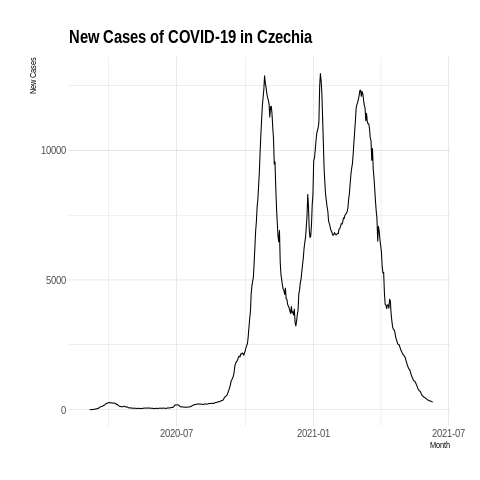 New Cases of COVID-19 in Czechia
New Cases
10000
5000
0
2020-07
2021-01
2021-07
Month